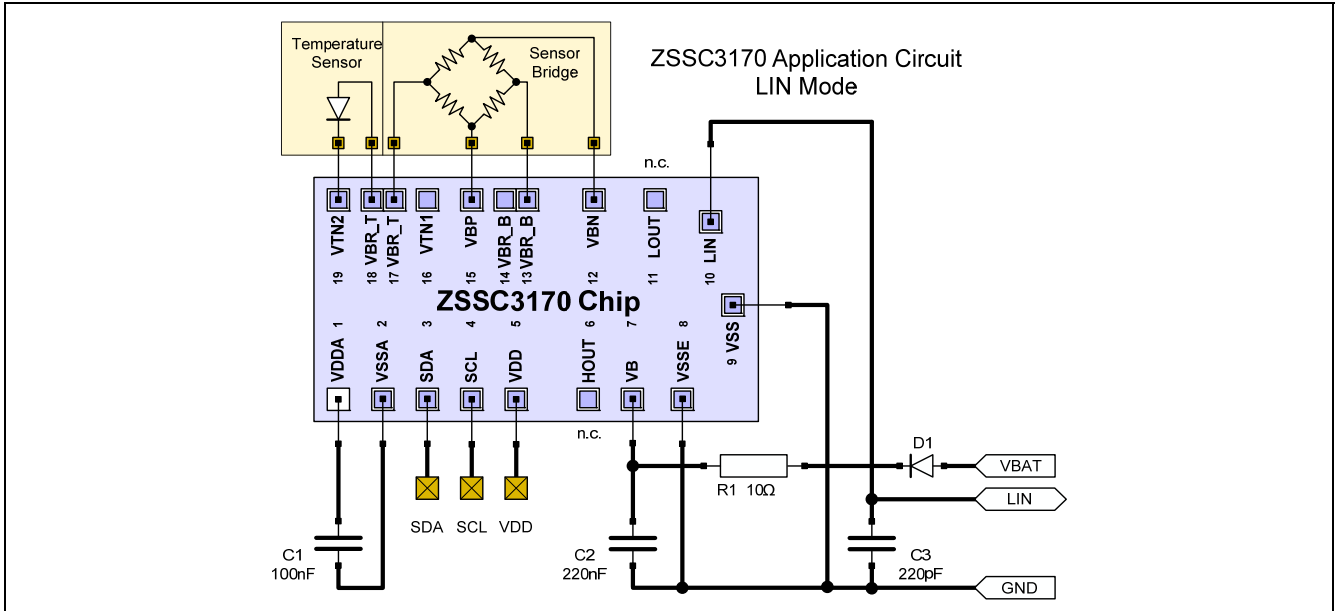 Temperature
Sensor
Sensor
Bridge
ZSSC3170 Application Circuit
LIN Mode
n.c.
19 VTN2
18 VBR_T
17 VBR_T
16 VTN1
15 VBP
14 VBR_B
13 VBR_B
12 VBN
11 LOUT
10 LIN
ZSSC3170 Chip
VDDA 1
VSSA 2
SDA 3
SCL 4
VDD 5
HOUT 6
VB 7
VSSE 8
9 VSS
n.c.
D1
VBAT
R1 10Ω
LIN
SDA SCL VDD
C1
100nF
C2
220nF
C3
220pF
GND